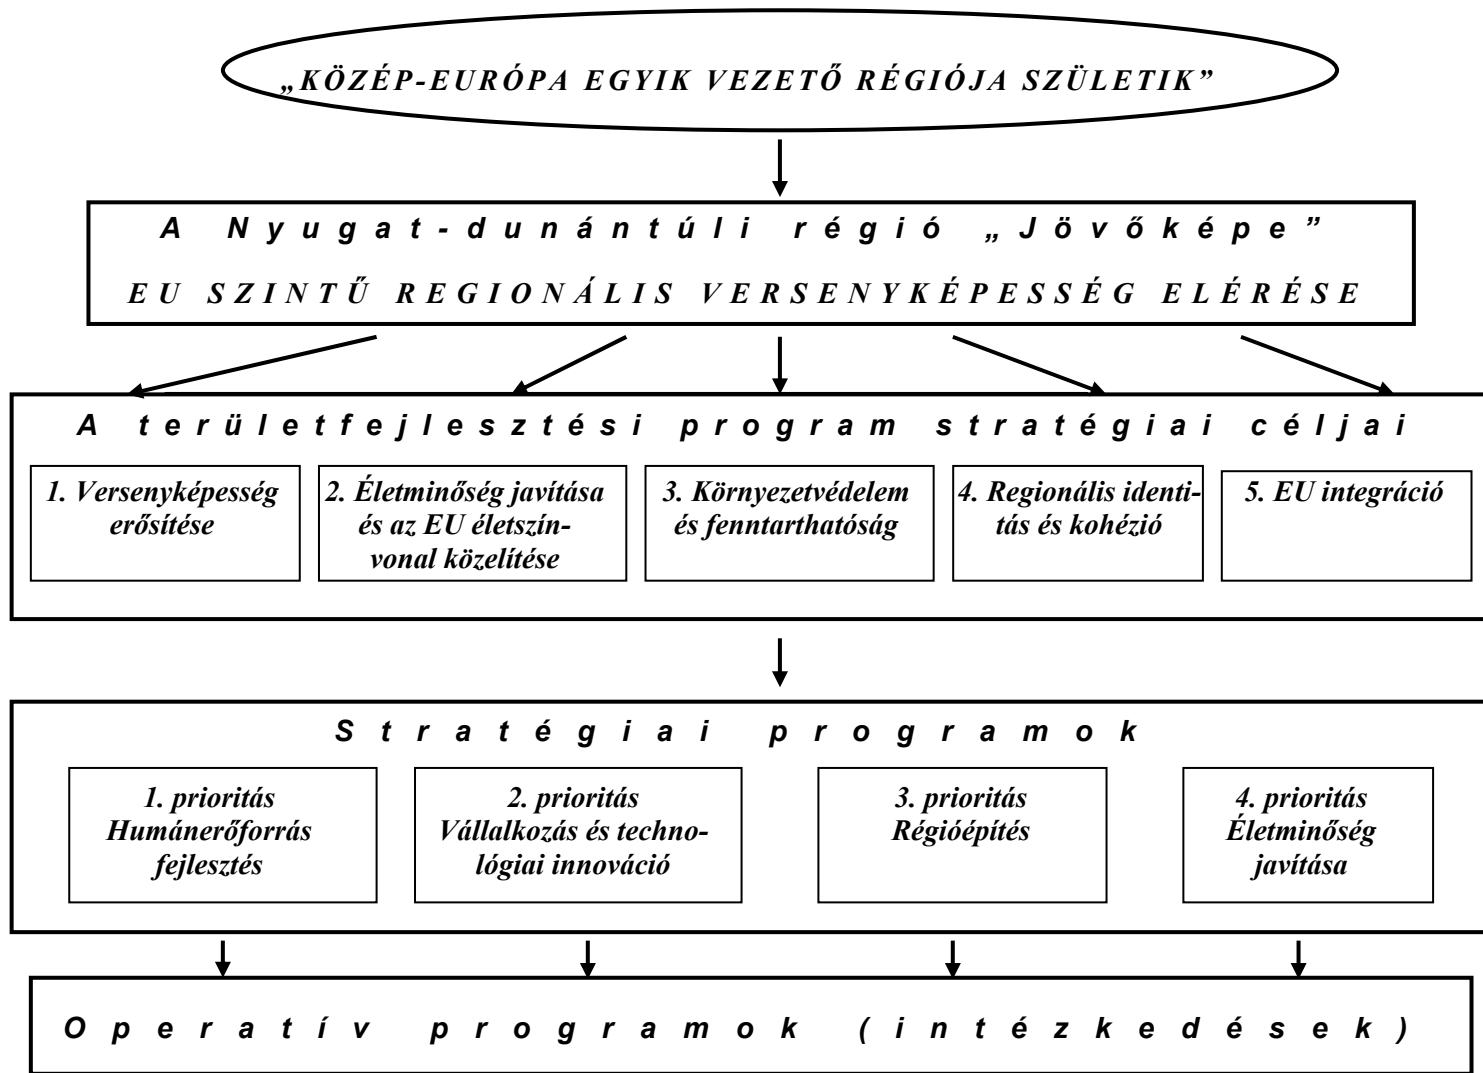 „KÖZÉP-EURÓPA EGYIK VEZETŐ RÉGIÓJA SZÜLETIK”
A Nyugat-dunántúli régió „Jövőképe”
EU SZINTŰ REGIONÁLIS VERSENYKÉPESSÉG ELÉRÉSE
A területfejlesztési program stratégiai céljai
1. Versenyképesség
erősítése
2. Életminőség javítása
és az EU életszín-
vonal közelítése
3. Környezetvédelem
és fenntarthatóság
4. Regionális identi-
tás és kohézió
5. EU integráció
Stratégiai programok
1. prioritás
Humánerőforrás
fejlesztés
2. prioritás
Vállalkozás és techno-
lógiai innováció
3. prioritás
Régióépítés
4. prioritás
Életminőség
javítása
Operatív programok (intézkedések)